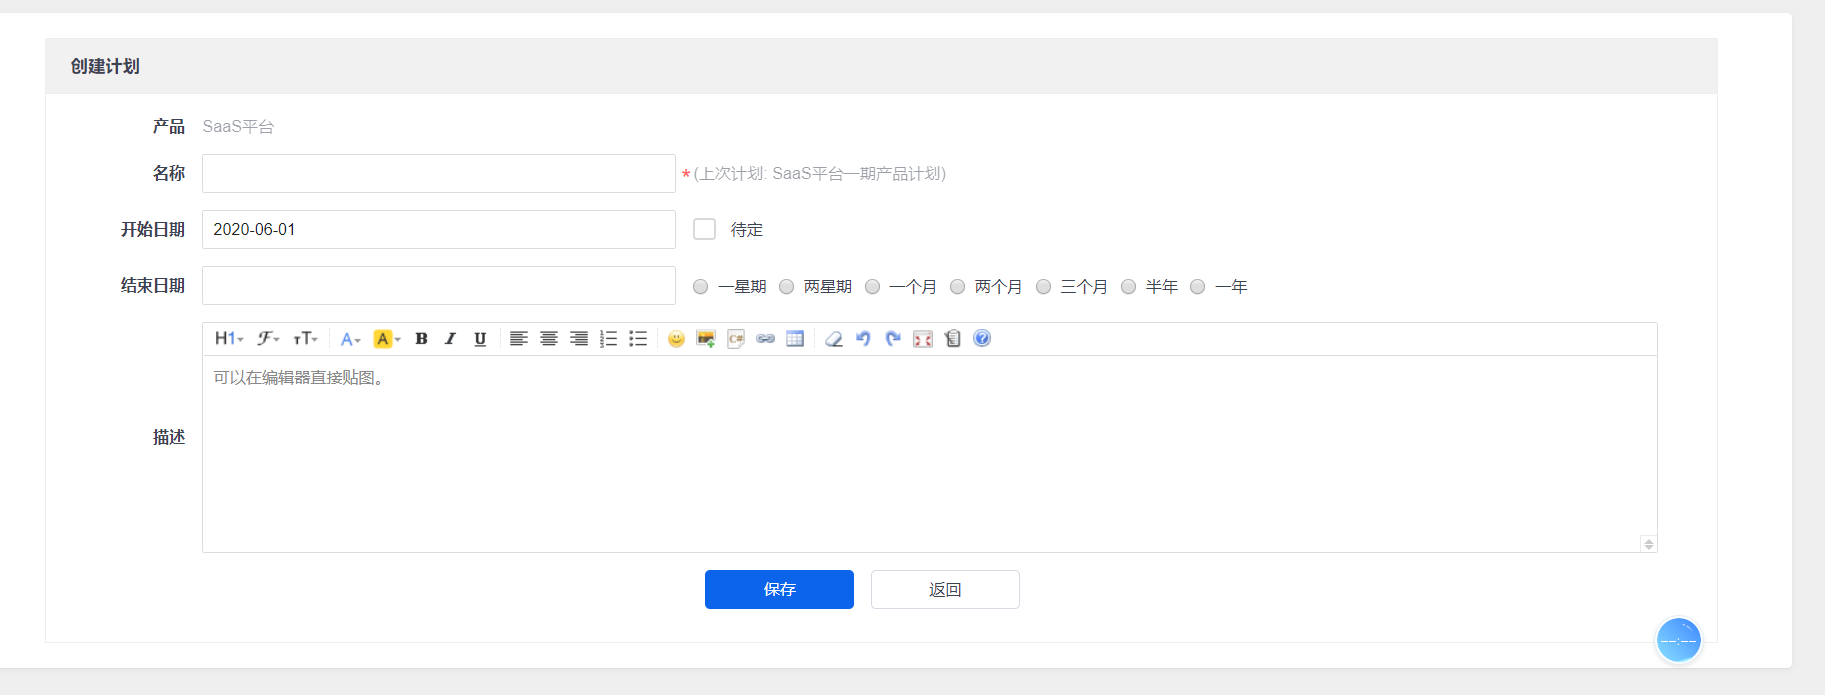 创建计划
产品 SaaS平台
名称 *(上次计划: SaaS平台一期产品计划)
开始日期 2020-06-01 待定
结束日期 一星期 两星期 一个月 两个月 三个月 半年 一年
H1 F TT A A B I U C#
可以在编辑器直接贴图。
描述
保存 返回
--:--